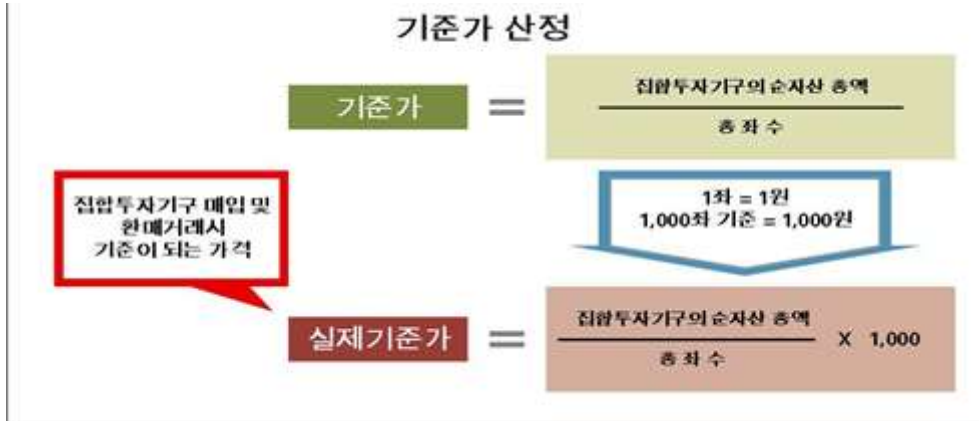 기준가 산정
기준가 =
집합투자기구의 순자산 총액
총 좌 수
집합투자기구 매입 및
환매거래시
기준이 되는 가격
1좌 = 1원
1,000좌 기준 = 1,000원
실제기준가 =
집합투자기구의 순자산 총액
총 좌 수
X 1,000